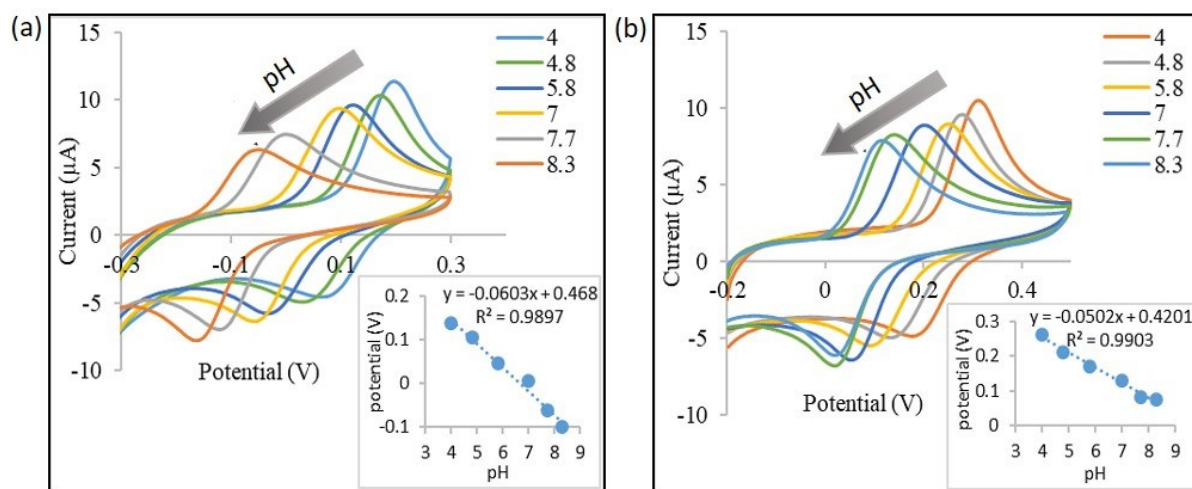 (a)
15
10
5
0
-5
-10
Current (µA)
-0.3
-0.1
0.1
0.3
Potential (V)
pH
4
4.8
5.8
7
7.7
8.3
y = -0.0603x + 0.468
R² = 0.9897
0.2
0.1
0
-0.1
potential (V)
3 4 5 6 7 8 9
pH
(b)
15
10
5
0
-5
-10
Current (µA)
-0.2
0
0.2
0.4
Potential (V)
pH
4
4.8
5.8
7
7.7
8.3
y = -0.0502x + 0.4201
R² = 0.9903
0.3
0.2
0.1
0
potential (V)
3 4 5 6 7 8 9
pH